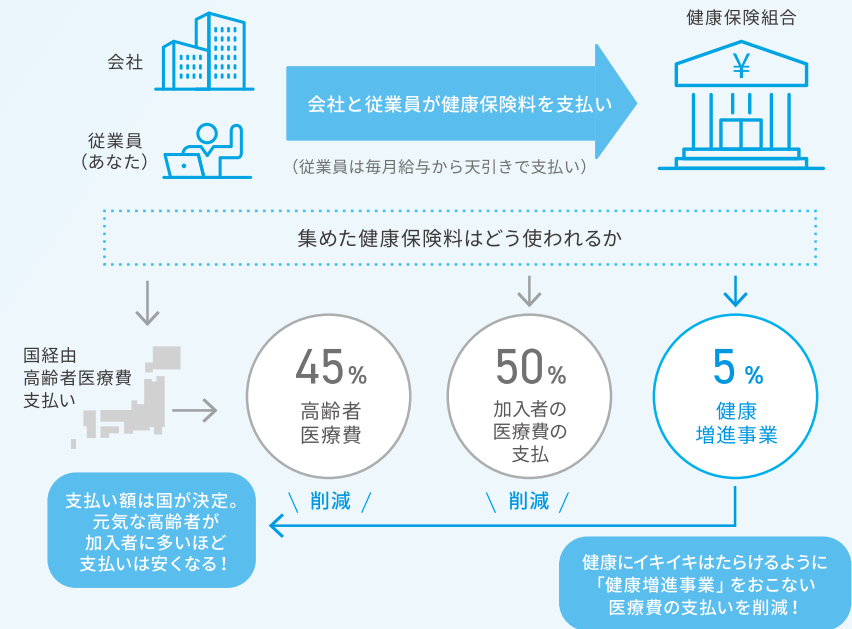 会社
従業員
（あなた）
会社と従業員が健康保険料を支払い
（従業員は毎月給与から天引きで支払い）
健康保険組合
¥
集めた健康保険料はどう使われるか
国経由
高齢者医療費
支払い
45%
高齢者
医療費
50%
加入者の
医療費の
支払
5%
健康
増進事業
\ 削減 /
\ 削減 /
支払い額は国が決定。
元気な高齢者が
加入者に多いほど
支払いは安くなる！
健康にイキイキはたらけるように
「健康増進事業」をおこない
医療費の支払いを削減！